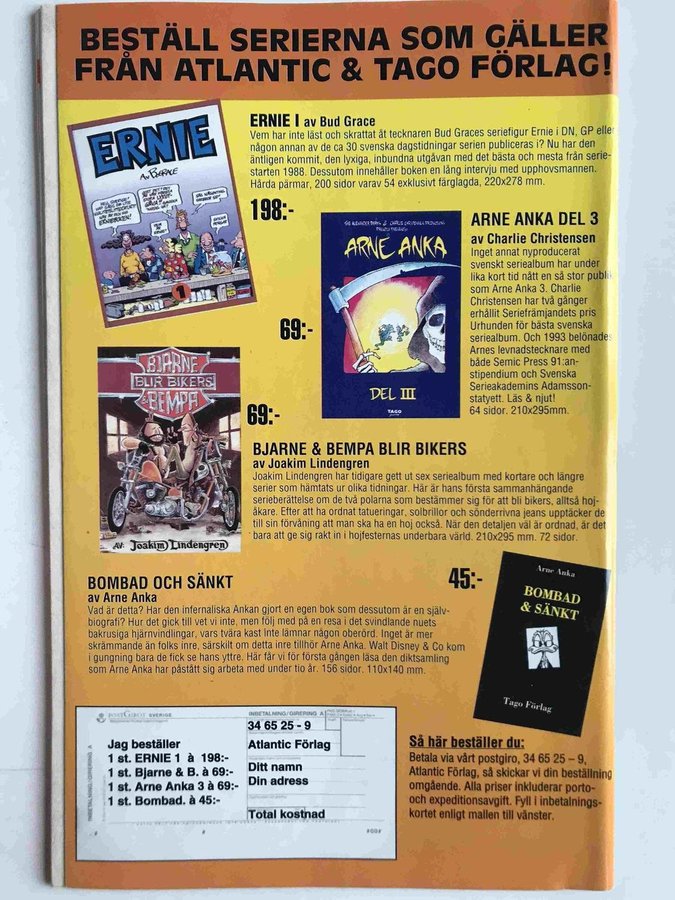 BESTÄLL SERIERNA SOM GÄLLER
FRÅN ATLANTIC & TAGO FÖRLAG!
ERNIE I av Bud Grace
Vem har inte läst och skrattat åt tecknaren Bud Graces seriefigur Ernie i DN, GP elle
någon annan av de ca 30 svenska dagstidningar serien publiceras i? Nu har den
äntligen kommit, den lyxiga, inbundna utgåvan med det bästa och mesta från serie-
starten 1988. Dessutom innehåller boken en lång intervju med upphovsmannen.
Hårda pärmar, 200 sidor varav 54 exklusivt färglagda, 220x278 mm.
198:-
ERNIE
1
ARNE ANKA DEL 3
av Charlie Christensen
Inget annat nyproducerat
svenskt seriealbum har under
lika kort tid nått en så stor publik
som Arne Anka 3. Charlie
Christensen har två gånger
erhållit Seriefrämjandets pris
Urhunden för bästa svenska
seriealbum. Och 1993 belönades
Arnes levnadstecknare med
både Semic Press 91:an-
stipendium och Svenska
Serieakademins Adamsson-
statyett. Läs & njut!
64 sidor. 210x295mm.
69:-
ARNE ANKA
DEL III
TAGO
BJARNE
BLIR BIKERS
& BEMPA
AV: Joakim Lindengren
69:-
BJARNE & BEMPA BLIR BIKERS
av Joakim Lindengren
Joakim Lindengren har tidigare gett ut sex seriealbum med kortare och längre
serier som hämtats ur olika tidningar. Här är hans första sammanhängande
serieberättelse om de två polarna som bestämmer sig för att bli bikers, alltså hoj-
åkare. Efter att ha ordnat tatueringar, solbrillor och sönderrivna jeans upptäcker de
till sin förvåning att man ska ha en hoj också. När den detaljen väl är ordnad, är det
bara att ge sig rakt in i hojfesternas underbara värld. 210x295 mm. 72 sidor.
BOMBAD OCH SÄNKT
av Arne Anka
Vad är detta? Har den infernaliska Ankan gjort en egen bok som dessutom är en själv-
biografi? Hur det gick till vet vi inte, men följ med på en resa i det svindlande nuets
bakrusiga hjärnvindlingar, vars tvära kast inte lämnar någon oberörd. Inget är mer
skrämmande än folks inre, särskilt om detta inre tillhör Arne Anka. Walt Disney & Co kom
i gungning bara de fick se hans yttre. Här får vi för första gången läsa den diktsamling
som Arne Anka har påstått sig arbeta med under tio år. 156 sidor. 110x140 mm.
45:-
Arne Anka
BOMBAD
& SÄNKT
Tago Förlag
POSTGIROT SVERIGE
INBETALNING/GIRERING A
34 65 25 - 9
Atlantic Förlag
Ditt namn
Din adress
Total kostnad
Jag beställer
1 st. ERNIE 1 à 198:-
1 st. Bjarne & B. à 69:-
1 st. Arne Anka 3 à 69:-
1 st. Bombad. à 45:-
INBETALNING/GIRERING A
Så här beställer du:
Betala via vårt postgiro, 34 65 25 – 9,
Atlantic Förlag, så skickar vi din beställning
omgående. Alla priser inkluderar porto-
och expeditionsavgift. Fyll i inbetalnings-
kortet enligt mallen till vänster.